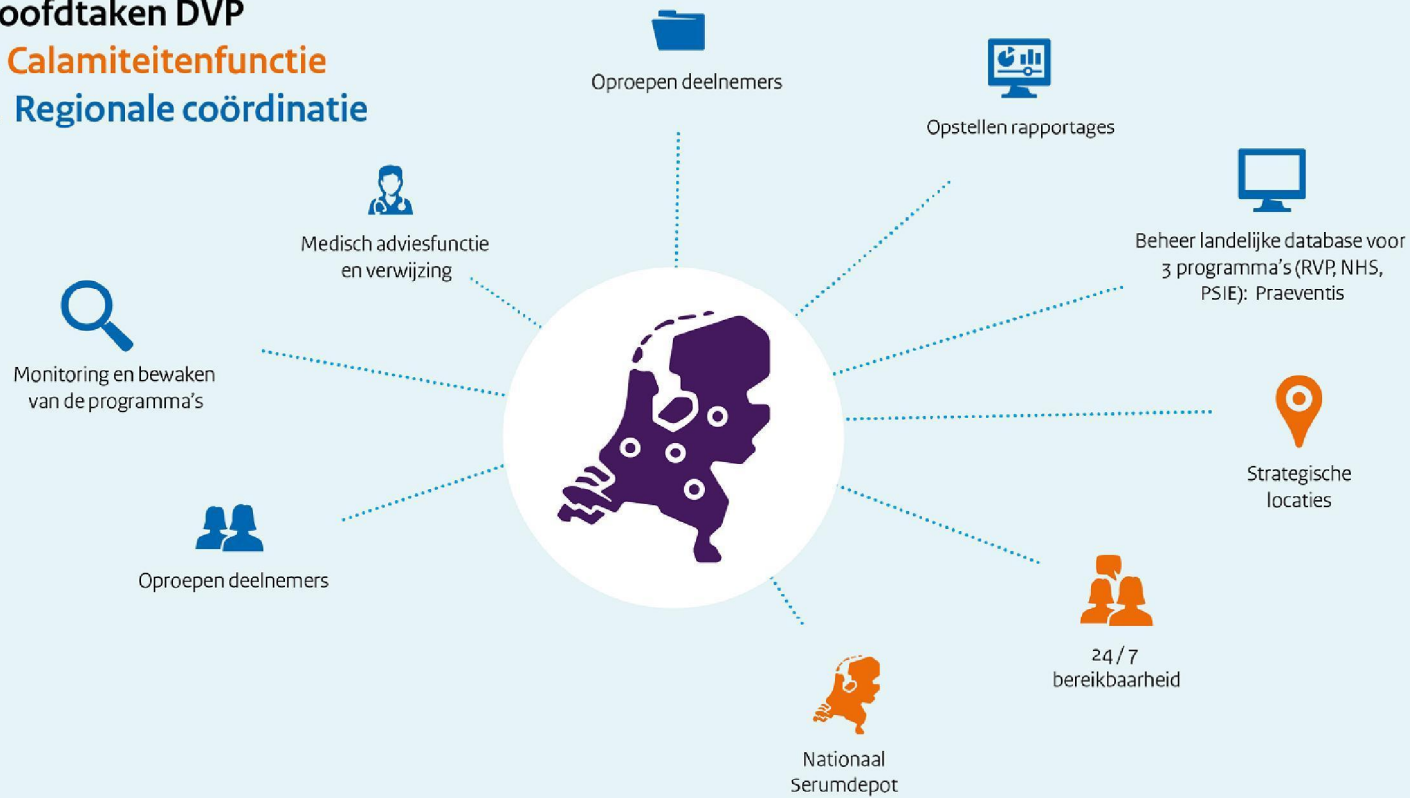 oofdtaken DVP
Calamiteitenfunctie
Regionale coördinatie
Oproepen deelnemers
Opstellen rapportages
Medisch adviesfunctie
en verwijzing
Beheer landelijke database voor
3 programma's (RVP, NHS,
PSIE): Praeventis
Monitoring en bewaken
van de programma's
Strategische
locaties
Oproepen deelnemers
24 / 7
bereikbaarheid
Nationaal
Serumdepot